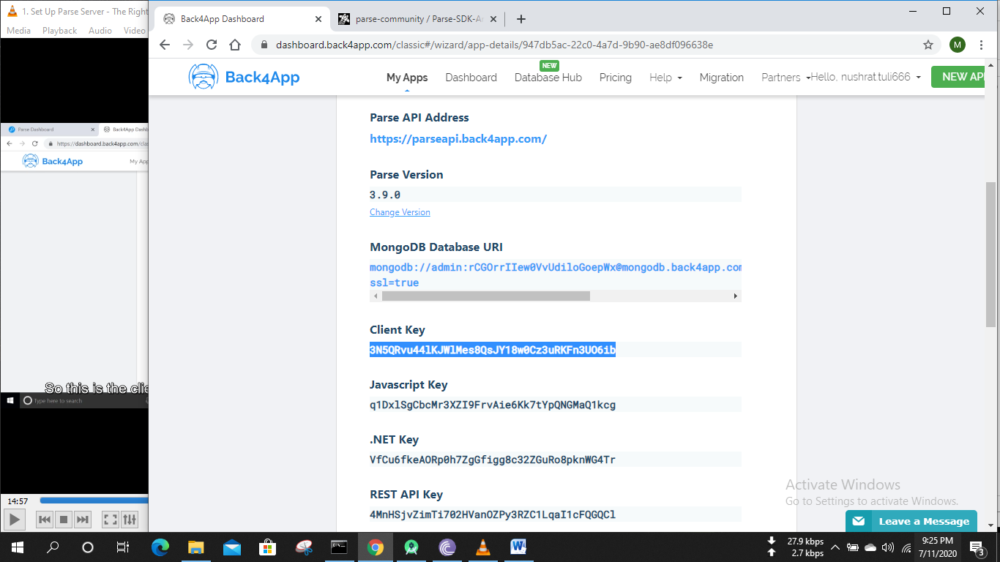 1. Set Up Parse Server - The Right
Media Playback Audio Video
Parse Dashboard
Back4App Dashb
https://dashboard.back4app.com/cla
Back4App
My App
So this is the clie
Type here to search
14:57
Back4App Dashboard
parse-community / Parse-SDK-A
dashboard.back4app.com/classic#/wizard/app-details/947db5ac-22c0-4a7d-9b90-ae8df096638e
M
Back4App
My Apps
Dashboard
NEW
Database Hub
Pricing
Help
Migration
Partners
Hello, nushrat.tuli666
NEW AP
Parse API Address
https://parseapi.back4app.com/
Parse Version
3.9.0
Change Version
MongoDB Database URI
mongodb://admin:rCGOrrIIew0VvUdiloGoepWx@mongodb.back4app.com
ssl=true
Client Key
3N5QRvu44lKJWlMes8QsJY18w0Cz3uRKFn3UO6ib
Javascript Key
q1DxlSgCbcMr3XZI9FrvAie6Kk7tYpQNGMaQ1kcg
.NET Key
VfCu6fkeAORp0h7ZgGfigg8c32ZGuRo8pknWG4Tr
REST API Key
4MnHSjvZimTi702HVanOZPy3RZC1LqaI1cFQGQCl
Activate Windows
Go to Settings to activate Windows.
Leave a Message
27.9 kbps
2.7 kbps
9:25 PM
7/11/2020
3